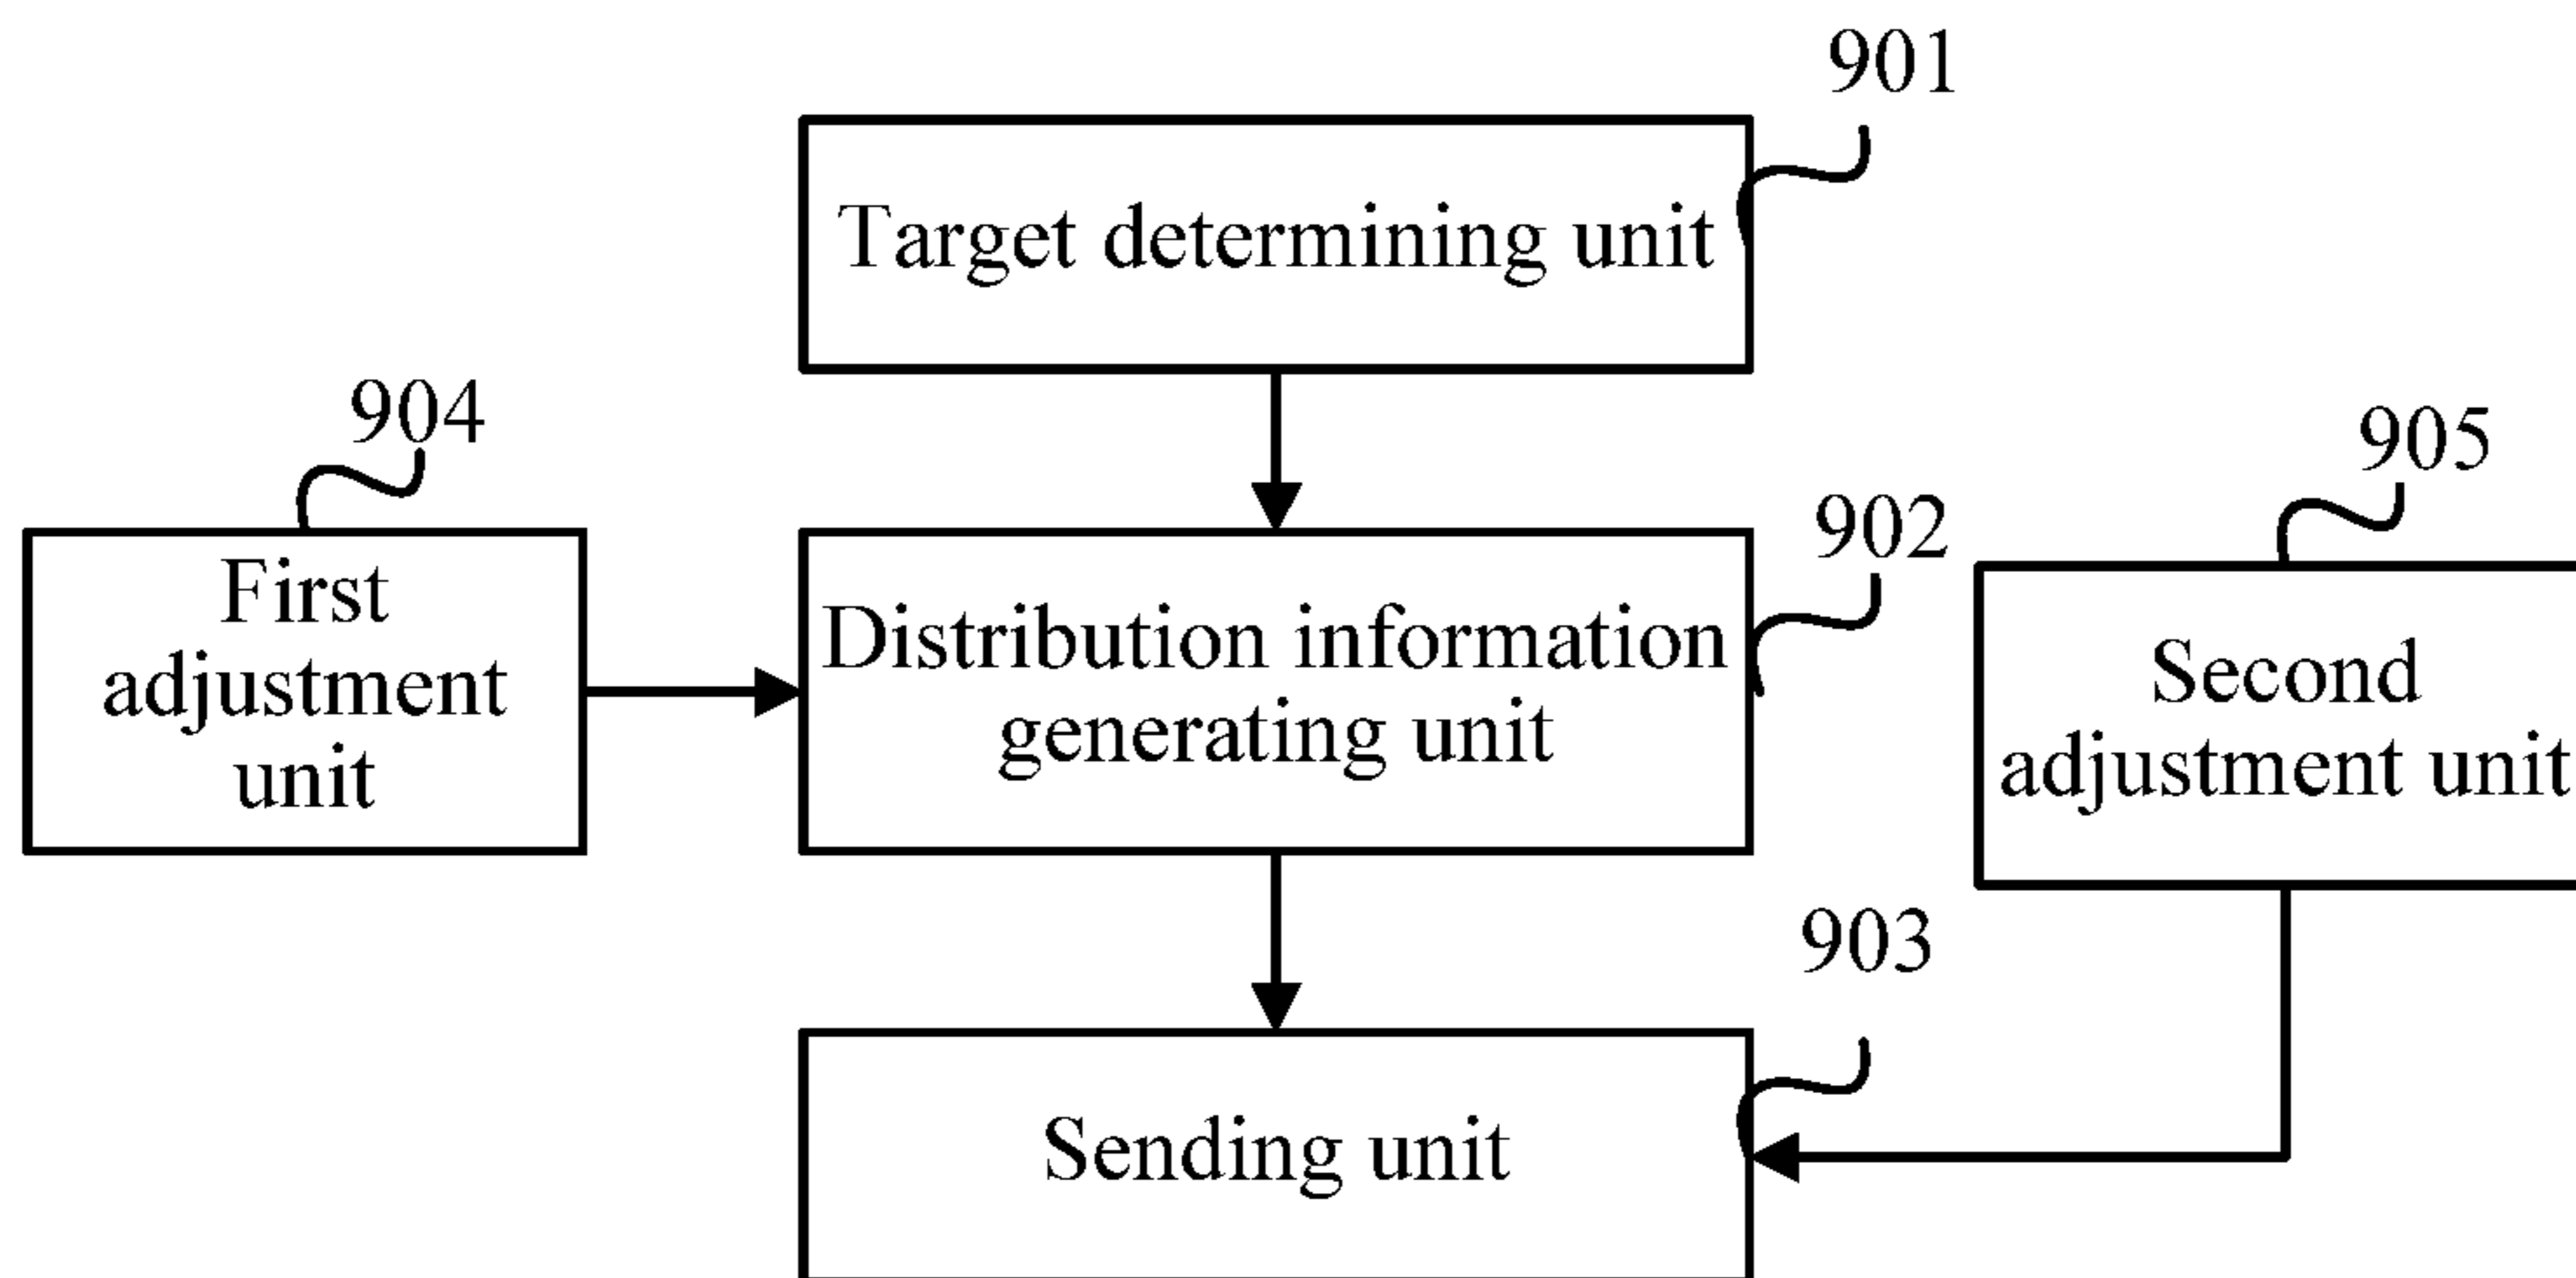 901
Target determining unit
904
905
902
First
adjustment
unit
Distribution information
generating unit
Second
adjustment unit
903
Sending unit